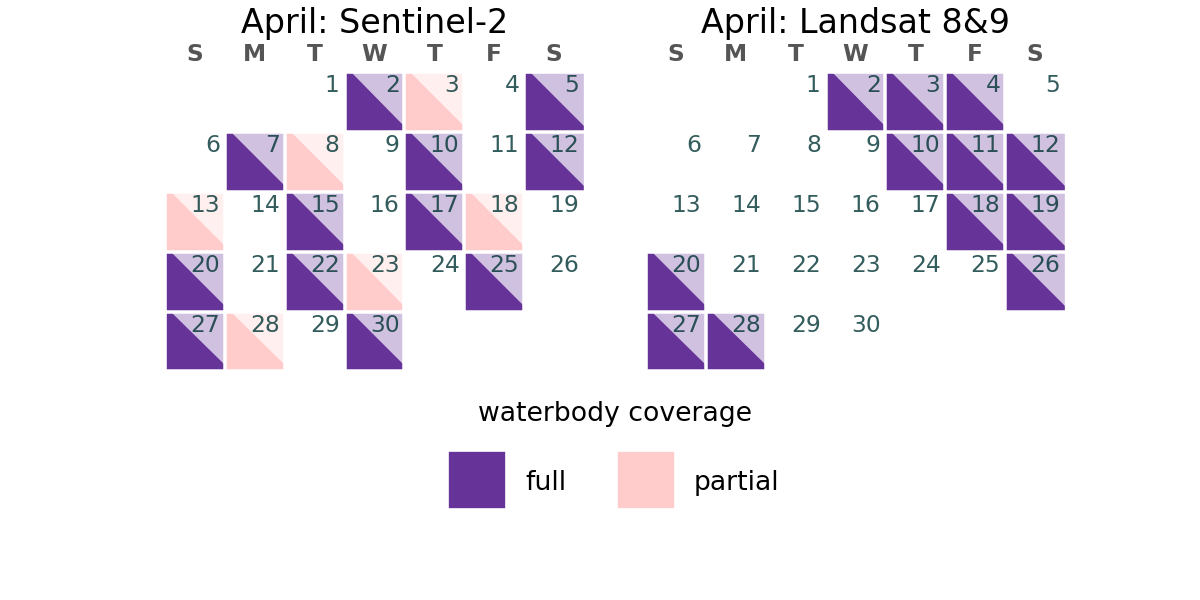 April: Sentinel-2
S M T W T F S
1 2 3 4 5
6 7 8 9 10 11 12
13 14 15 16 17 18 19
20 21 22 23 24 25 26
27 28 29 30
April: Landsat 8&9
S M T W T F S
1 2 3 4 5
6 7 8 9 10 11 12
13 14 15 16 17 18 19
20 21 22 23 24 25 26
27 28 29 30
waterbody coverage
full partial